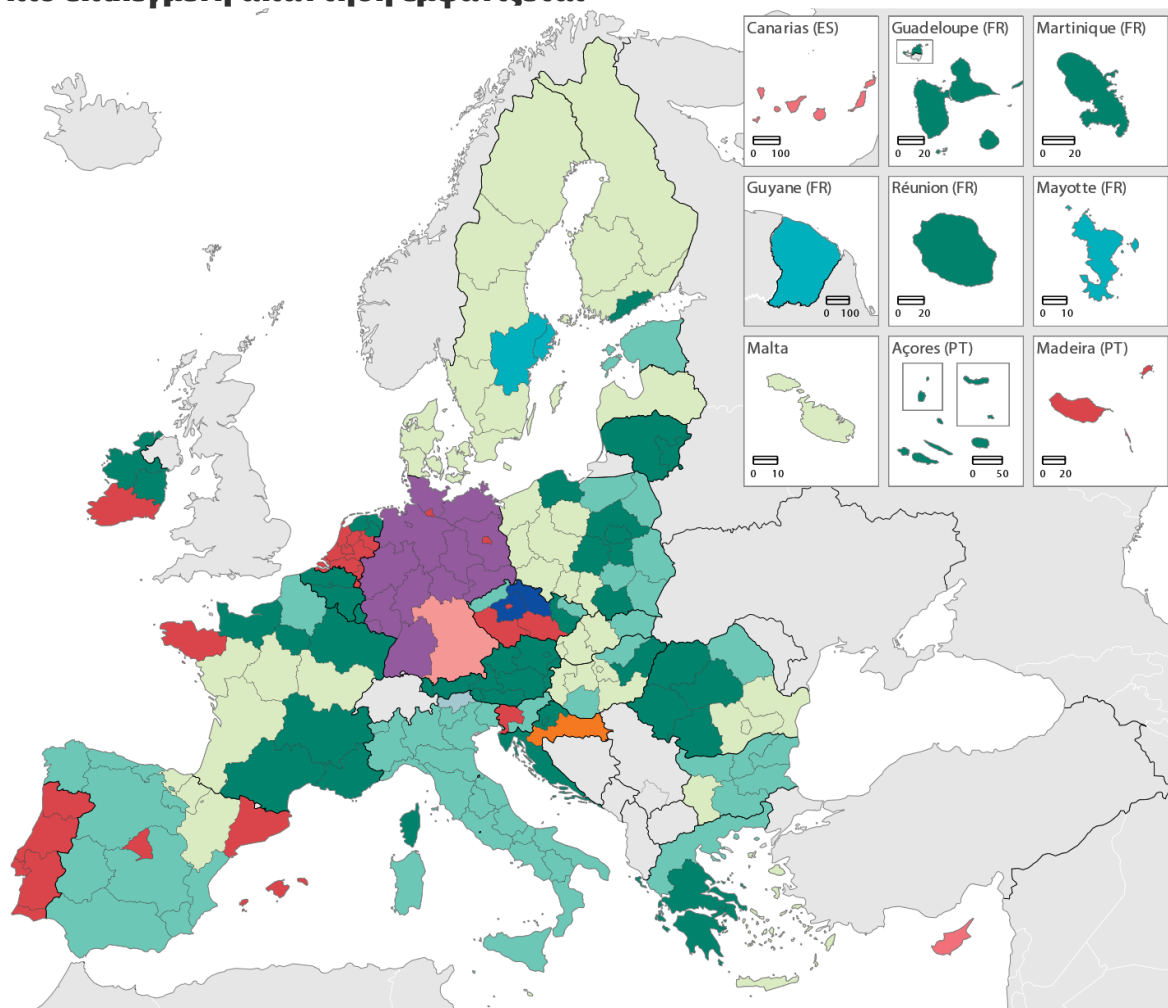 Canarias (ES)
0 100
Guadeloupe (FR)
0 20
Martinique (FR)
0 20
Guyane (FR)
0 100
Réunion (FR)
0 20
Mayotte (FR)
0 10
Malta
0 10
Açores (PT)
0 50
Madeira (PT)
0 20